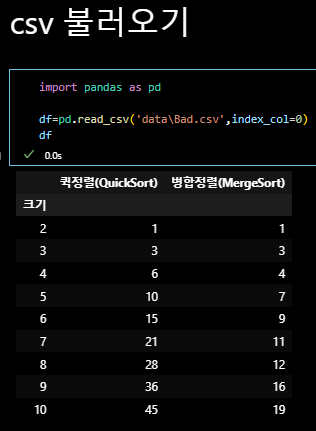 csv 불러오기
import pandas as pd
df=pd.read_csv('data\Bad.csv',index_col=0)
df
✓ 0.0s
퀵정렬(QuickSort) 병합정렬(MergeSort)
크기
2 1 1
3 3 3
4 6 4
5 10 7
6 15 9
7 21 11
8 28 12
9 36 16
10 45 19